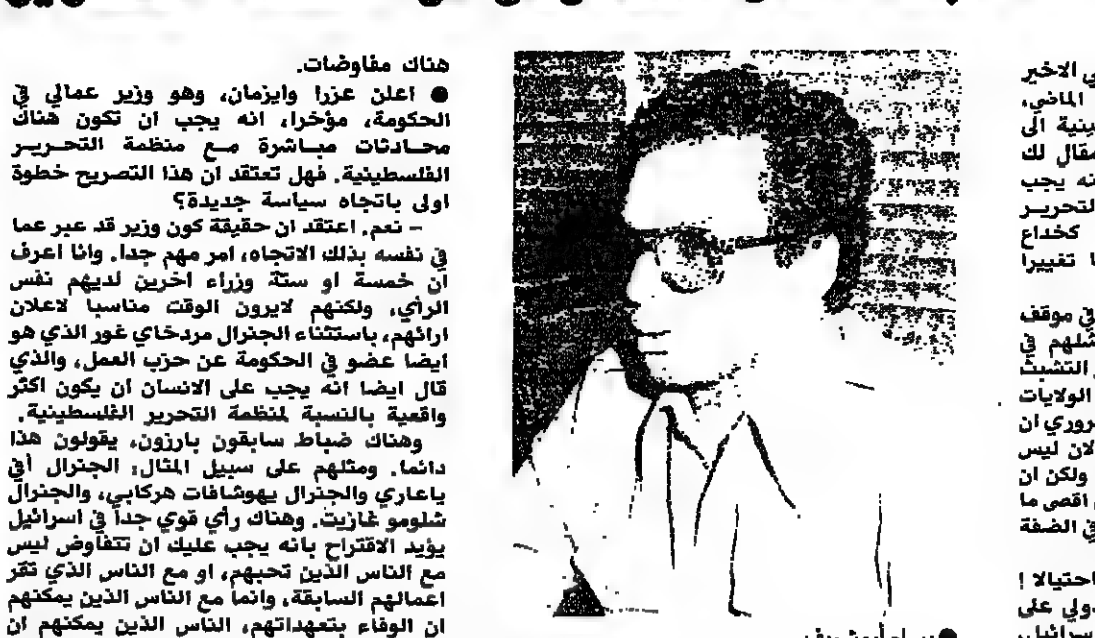 ي الاخير
الماضي،
ينية الى
مقال لك
نه يجب
لتحرير
كخداع
ا تغييرا
في موقف
شلهم في
التشبث
الولايات
روري ان
لان ليس
ولكن ان
اقصى ما
في الضفة
احتيالا !
دولي على
سرائيل،
هناك مفاوضات.
● اعلن عزرا وايزمان، وهو وزير عمالي في
الحكومة، مؤخرا، انه يجب ان تكون هناك
محادثات مباشرة مع منظمة التحرير
الفلسطينية. فهل تعتقد ان هذا التصريح خطوة
اولى باتجاه سياسة جديدة؟
- نعم. اعتقد ان حقيقة كون وزير قد عبر عما
في نفسه بذلك الاتجاه، امر مهم جدا. وانا اعرف
ان خمسة او ستة وزراء اخرين لديهم نفس
الرأي، ولكنهم لايرون الوقت مناسبا لاعلان
ارائهم، باستثناء الجنرال مردخاي غور الذي هو
ايضا عضو في الحكومة عن حزب العمل، والذي
قال ايضا انه يجب على الانسان ان يكون اكثر
واقعية بالنسبة لمنظمة التحرير الفلسطينية.
وهناك ضباط سابقون بارزون، يقولون هذا
دائما. ومثلهم على سبيل المثال: الجنرال أفي
ياعاري والجنرال يهوشافات هركابي، والجنرال
شلومو غازيت. وهناك رأي قوي جداً في اسرائيل
يؤيد الاقتراح بانه يجب عليك ان تتفاوض ليس
مع الناس الذين تحبهم، او مع الناس الذي تقر
اعمالهم السابقة، وانما مع الناس الذين يمكنهم
ان الوفاء بتعهداتهم، الناس الذين يمكنهم ان